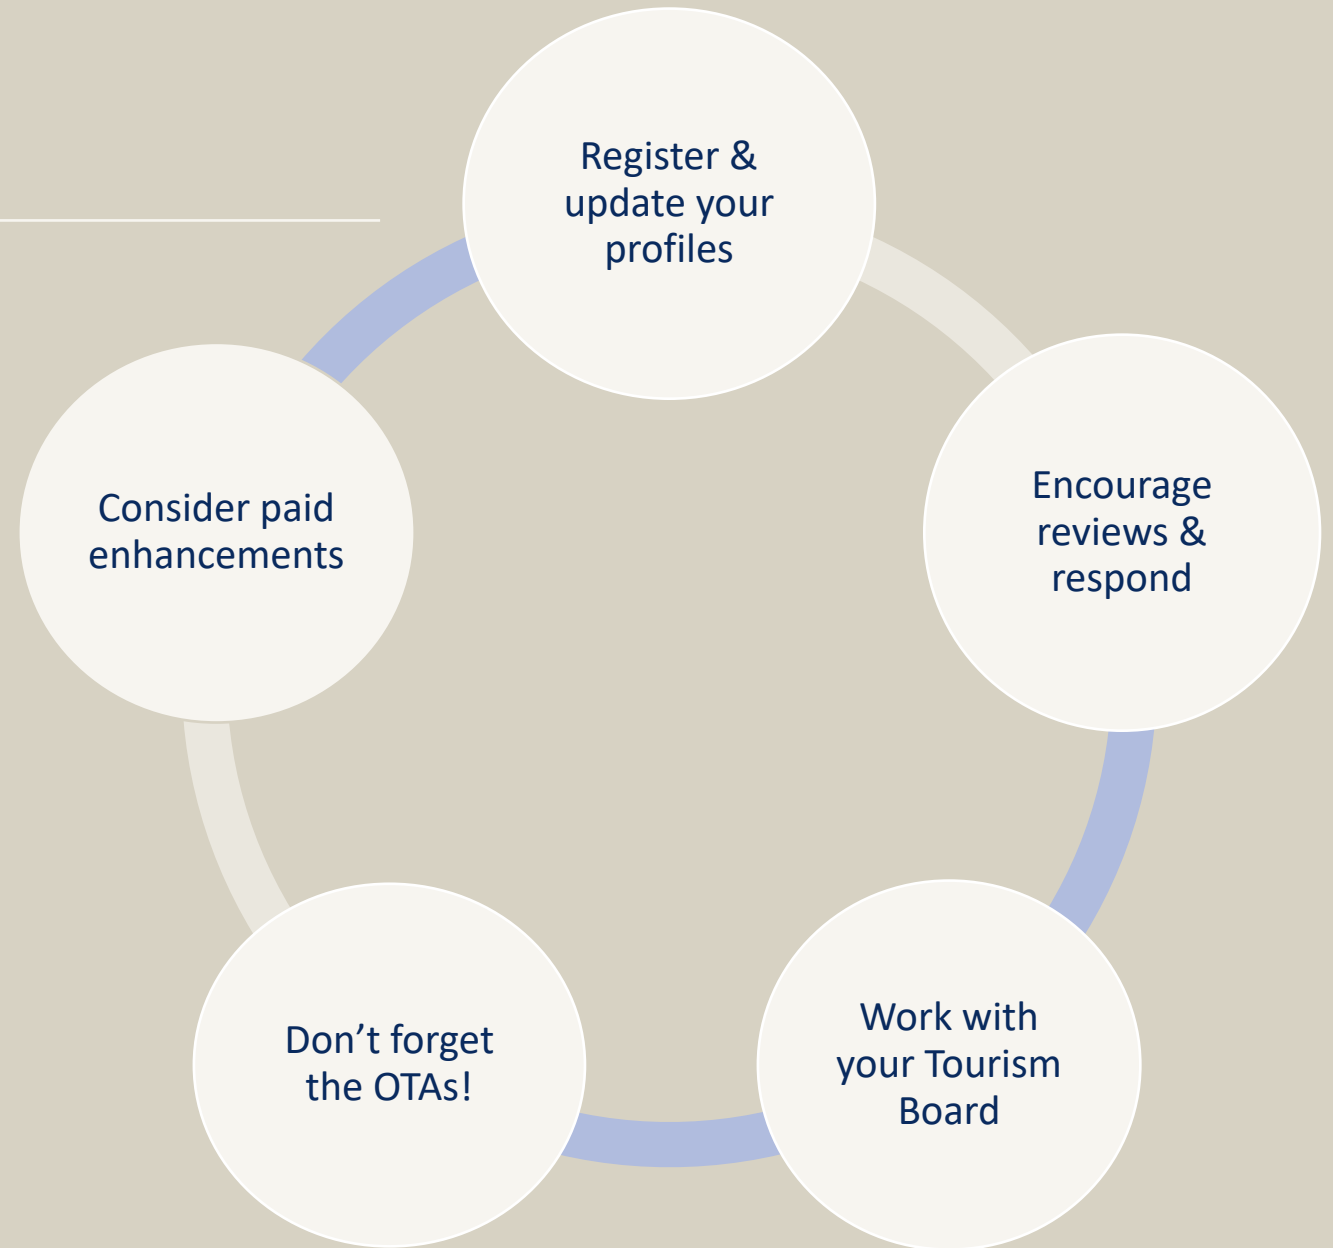 Register &
update your
profiles
Encourage
reviews &
respond
Work with
your Tourism
Board
Don’t forget
the OTAs!
Consider paid
enhancements